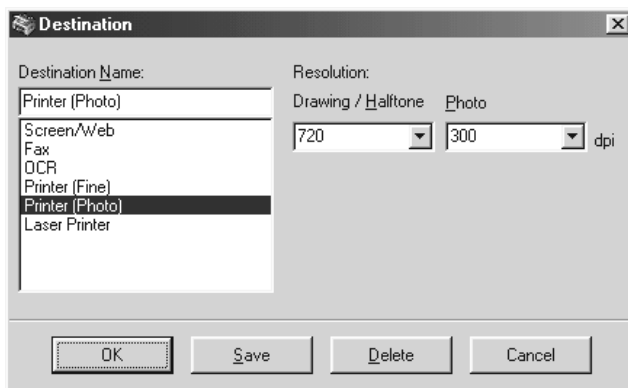 Destination
Destination Name:
Printer (Photo)
Screen/Web
Fax
OCR
Printer (Fine)
Printer (Photo)
Laser Printer
Resolution:
Drawing / Halftone Photo
720 300 dpi
OK Save Delete Cancel